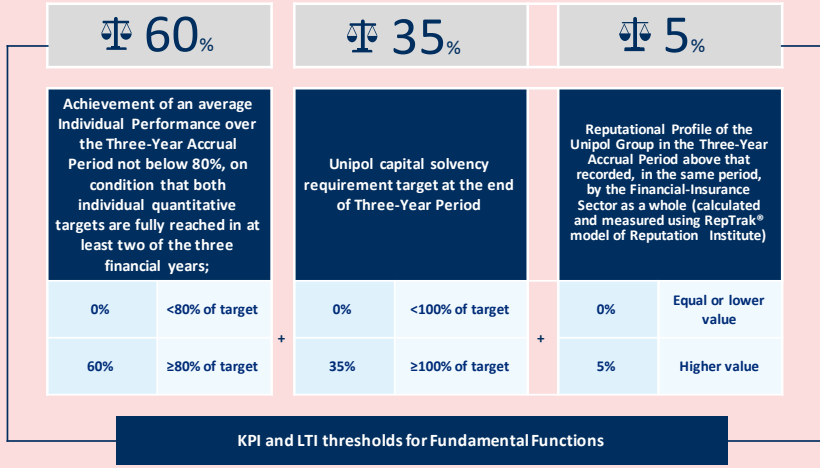 60%
35%
5%
Achievement of an average
Individual Performance over
the Three-Year Accrual
Period not below 80%, on
condition that both
individual quantitative
targets are fully reached in at
least two of the three
financial years;
Unipol capital solvency
requirement target at the end
of Three-Year Period
Reputational Profile of the
Unipol Group in the Three-Year
Accrual Period above that
recorded, in the same period,
by the Financial-Insurance
Sector as a whole (calculated
and measured using RepTrak®
model of Reputation Institute)
0%
<80% of target
0%
<100% of target
0%
Equal or lower
value
+
+
60%
≥80% of target
35%
≥100% of target
5%
Higher value
KPI and LTI thresholds for Fundamental Functions